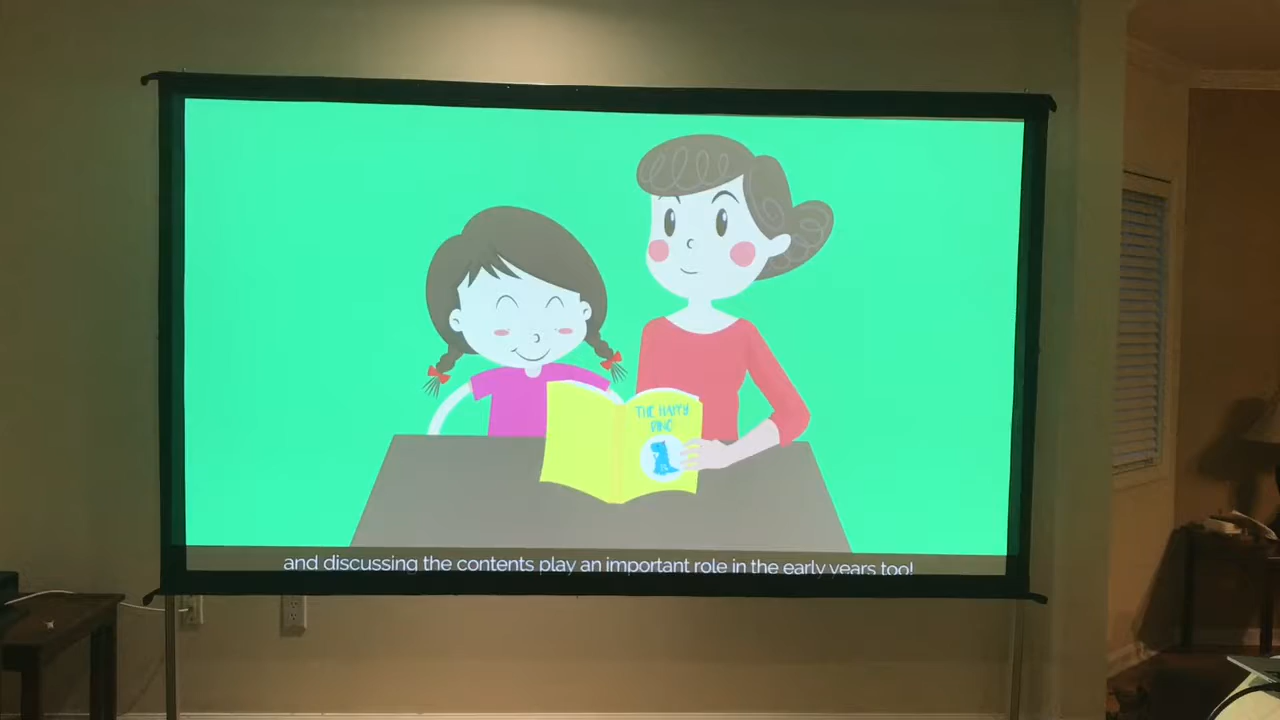 THE HAPPY
DINO
and discussing the contents play an important role in the early years too!